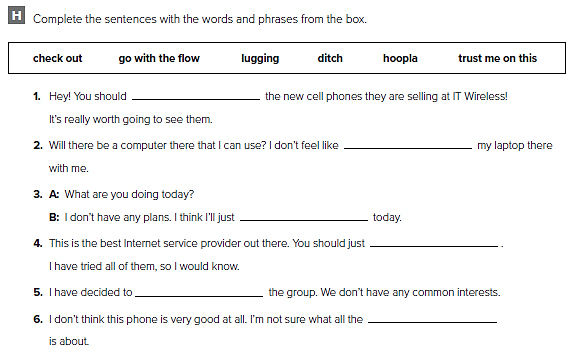 H Complete the sentences with the words and phrases from the box.
check out go with the flow lugging ditch hoopla trust me on this
1. Hey! You should ____________________ the new cell phones they are selling at IT Wireless!
It's really worth going to see them.
2. Will there be a computer there that I can use? I don't feel like ____________________ my laptop there
with me.
3. A: What are you doing today?
B: I don't have any plans. I think I'll just ____________________ today.
4. This is the best Internet service provider out there. You should just ____________________ .
I have tried all of them, so I would know.
5. I have decided to ____________________ the group. We don't have any common interests.
6. I don't think this phone is very good at all. I'm not sure what all the ____________________
is about.